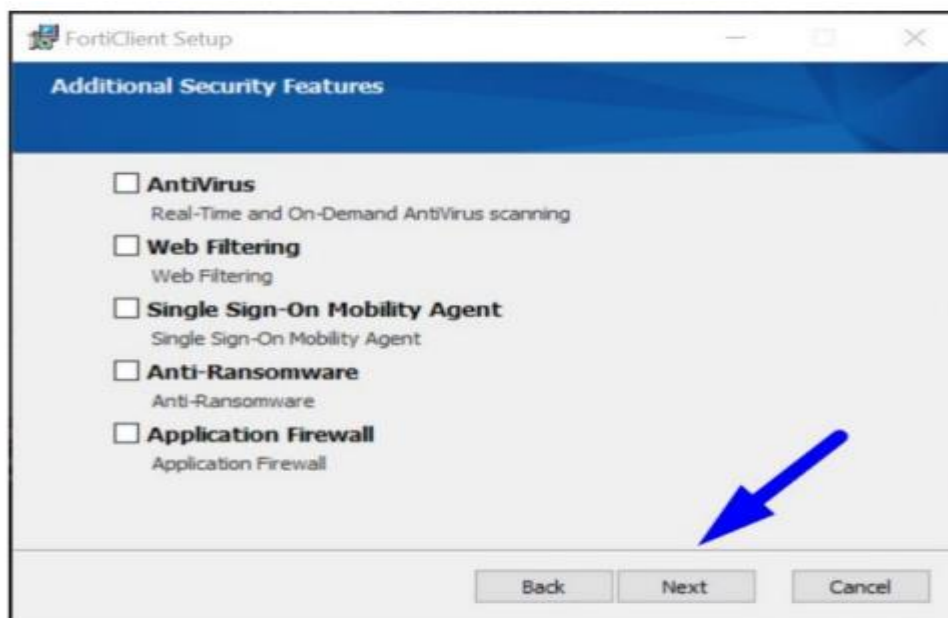 FortiClient Setup
Additional Security Features
AntiVirus
Real-Time and On-Demand AntiVirus scanning
Web Filtering
Web Filtering
Single Sign-On Mobility Agent
Single Sign-On Mobility Agent
Anti-Ransomware
Anti-Ransomware
Application Firewall
Application Firewall
Back Next Cancel